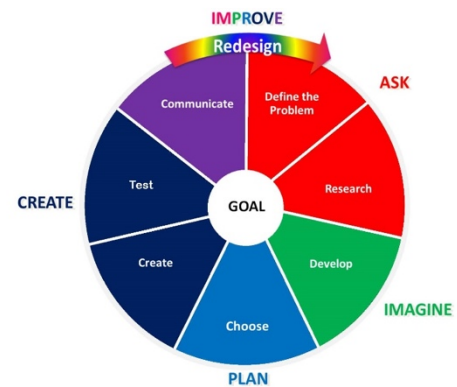 IMPROVE
Redesign
ASK
Communicate
Define the
Problem
Research
Test
CREATE
GOAL
Create
Develop
IMAGINE
Choose
PLAN